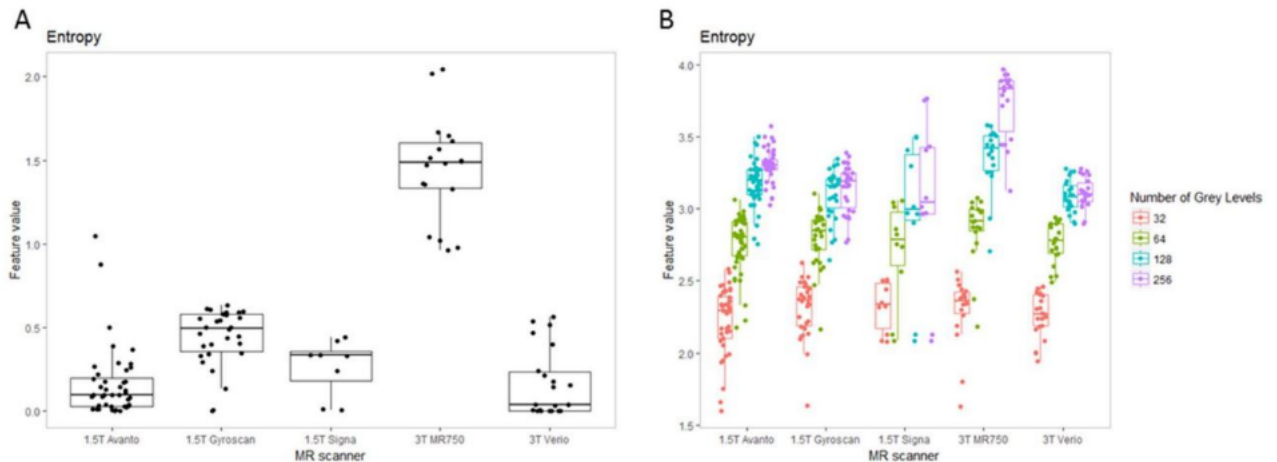 A
Entropy
Feature value
2.0
1.5
1.0
0.5
0.0
1.5T Avanto
1.5T Gyroscan
1.5T Signa
3T MR750
3T Verio
MR scanner
B
Entropy
Feature value
4.0
3.5
3.0
2.5
2.0
1.5
1.5T Avanto
1.5T Gyroscan
1.5T Signa
3T MR750
3T Verio
MR scanner
Number of Grey Levels
32
64
128
256